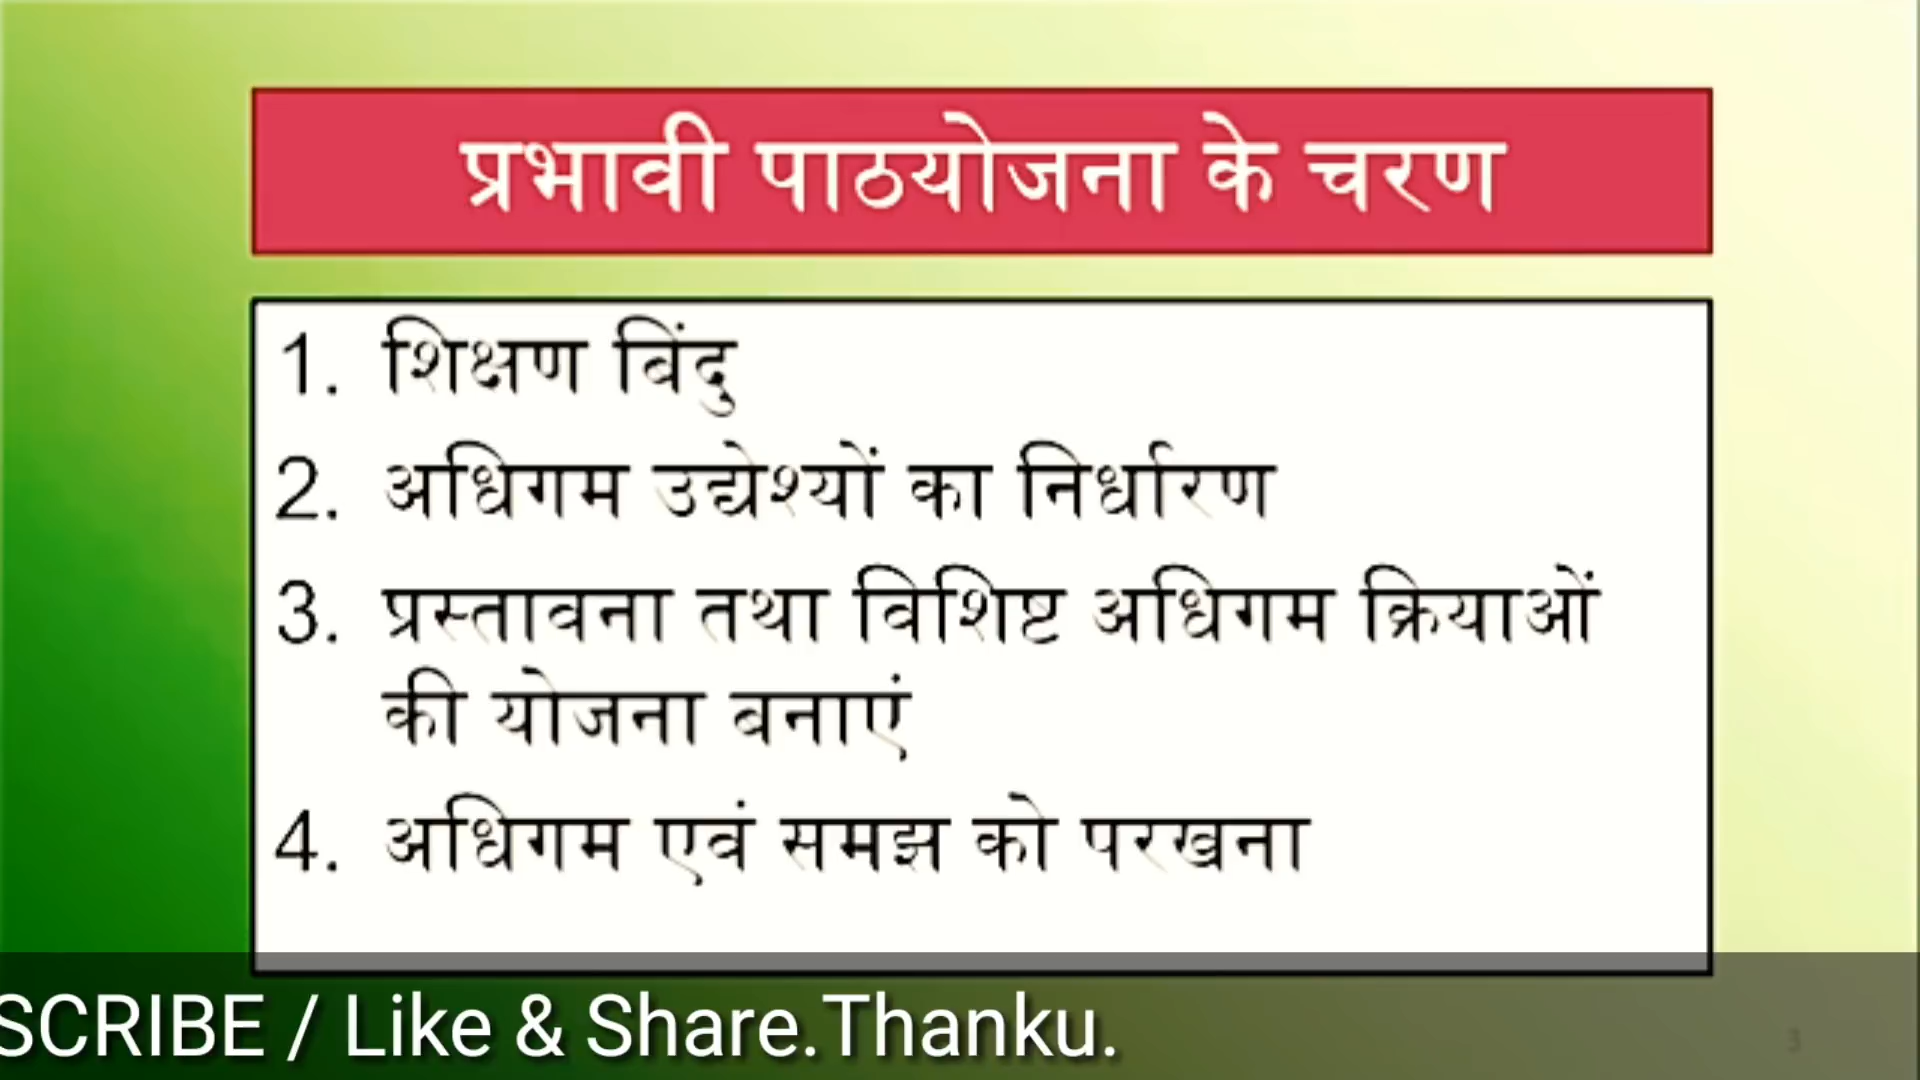 प्रभावी पाठयोजना के चरण
1. शिक्षण बिंदु
2. अधिगम उद्येश्यों का निर्धारण
3. प्रस्तावना तथा विशिष्ट अधिगम क्रियाओं
की योजना बनाएं
4. अधिगम एवं समझ को परखना
SCRIBE / Like & Share.Thanku.
3